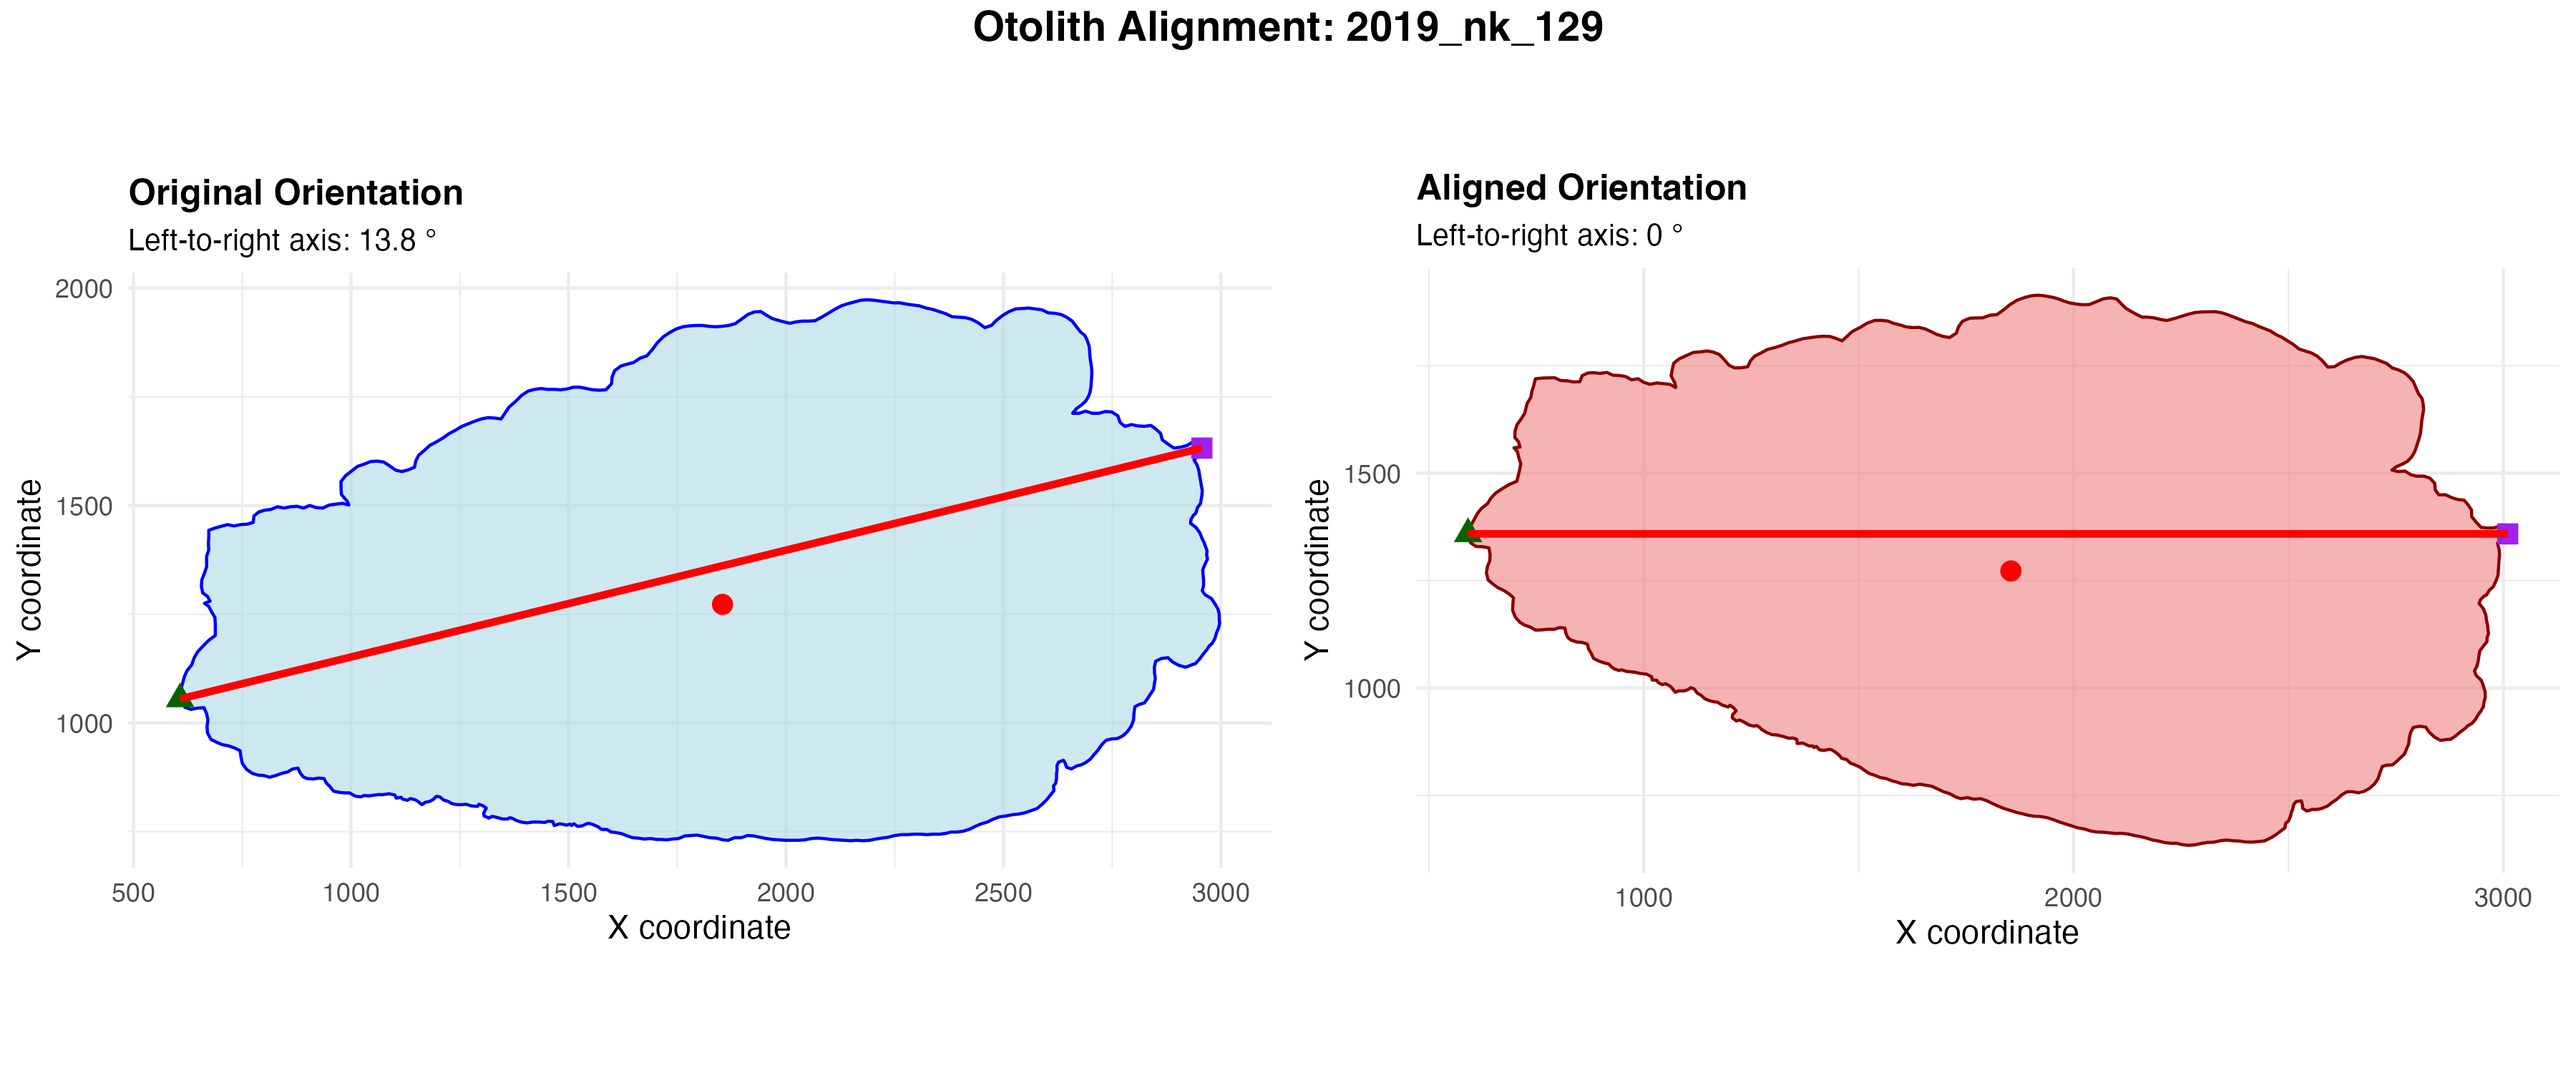 Otolith Alignment: 2019_nk_129
Original Orientation
Left-to-right axis: 13.8 °
2000
1500
1000
Y coordinate
500 1000 1500 2000 2500 3000
X coordinate
Aligned Orientation
Left-to-right axis: 0 °
1500
1000
Y coordinate
1000 2000 3000
X coordinate